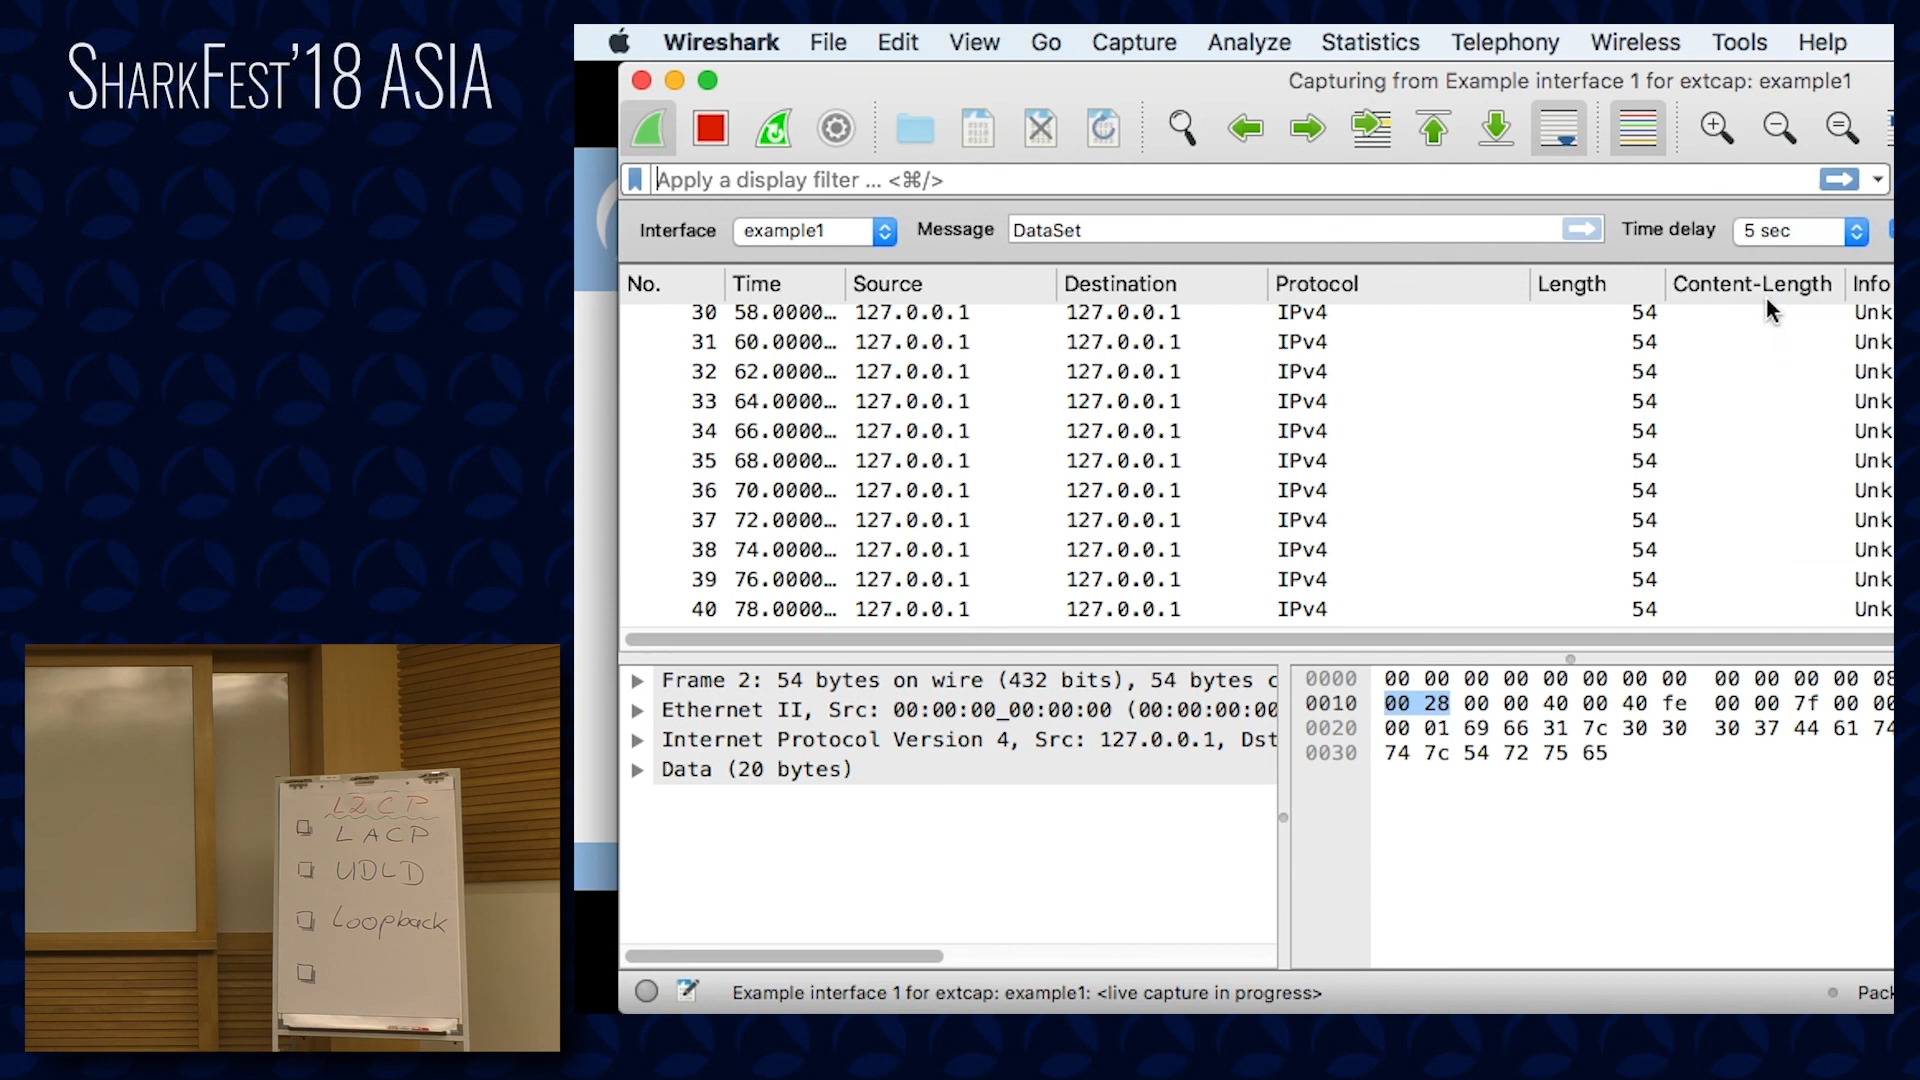 SHARKFEST'18 ASIA
Wireshark File Edit View Go Capture Analyze Statistics Telephony Wireless Tools Help
Capturing from Example interface 1 for extcap: example1
Apply a display filter ... <⌘/>
Interface example1 Message DataSet Time delay 5 sec
No. Time Source Destination Protocol Length Content-Length Info
30 58.0000… 127.0.0.1 127.0.0.1 IPv4 54 Unk
31 60.0000… 127.0.0.1 127.0.0.1 IPv4 54 Unk
32 62.0000… 127.0.0.1 127.0.0.1 IPv4 54 Unk
33 64.0000… 127.0.0.1 127.0.0.1 IPv4 54 Unk
34 66.0000… 127.0.0.1 127.0.0.1 IPv4 54 Unk
35 68.0000… 127.0.0.1 127.0.0.1 IPv4 54 Unk
36 70.0000… 127.0.0.1 127.0.0.1 IPv4 54 Unk
37 72.0000… 127.0.0.1 127.0.0.1 IPv4 54 Unk
38 74.0000… 127.0.0.1 127.0.0.1 IPv4 54 Unk
39 76.0000… 127.0.0.1 127.0.0.1 IPv4 54 Unk
40 78.0000… 127.0.0.1 127.0.0.1 IPv4 54 Unk
Frame 2: 54 bytes on wire (432 bits), 54 bytes c
Ethernet II, Src: 00:00:00_00:00:00 (00:00:00:00
Internet Protocol Version 4, Src: 127.0.0.1, Dst
Data (20 bytes)
0000 00 00 00 00 00 00 00 00 00 00 00 00 08
0010 00 28 00 00 40 00 40 fe 00 00 7f 00 00
0020 00 01 69 66 31 7c 30 30 30 37 44 61 74
0030 74 7c 54 72 75 65
Example interface 1 for extcap: example1: <live capture in progress>
Pack
L2CP
LACP
UDLD
Loopback